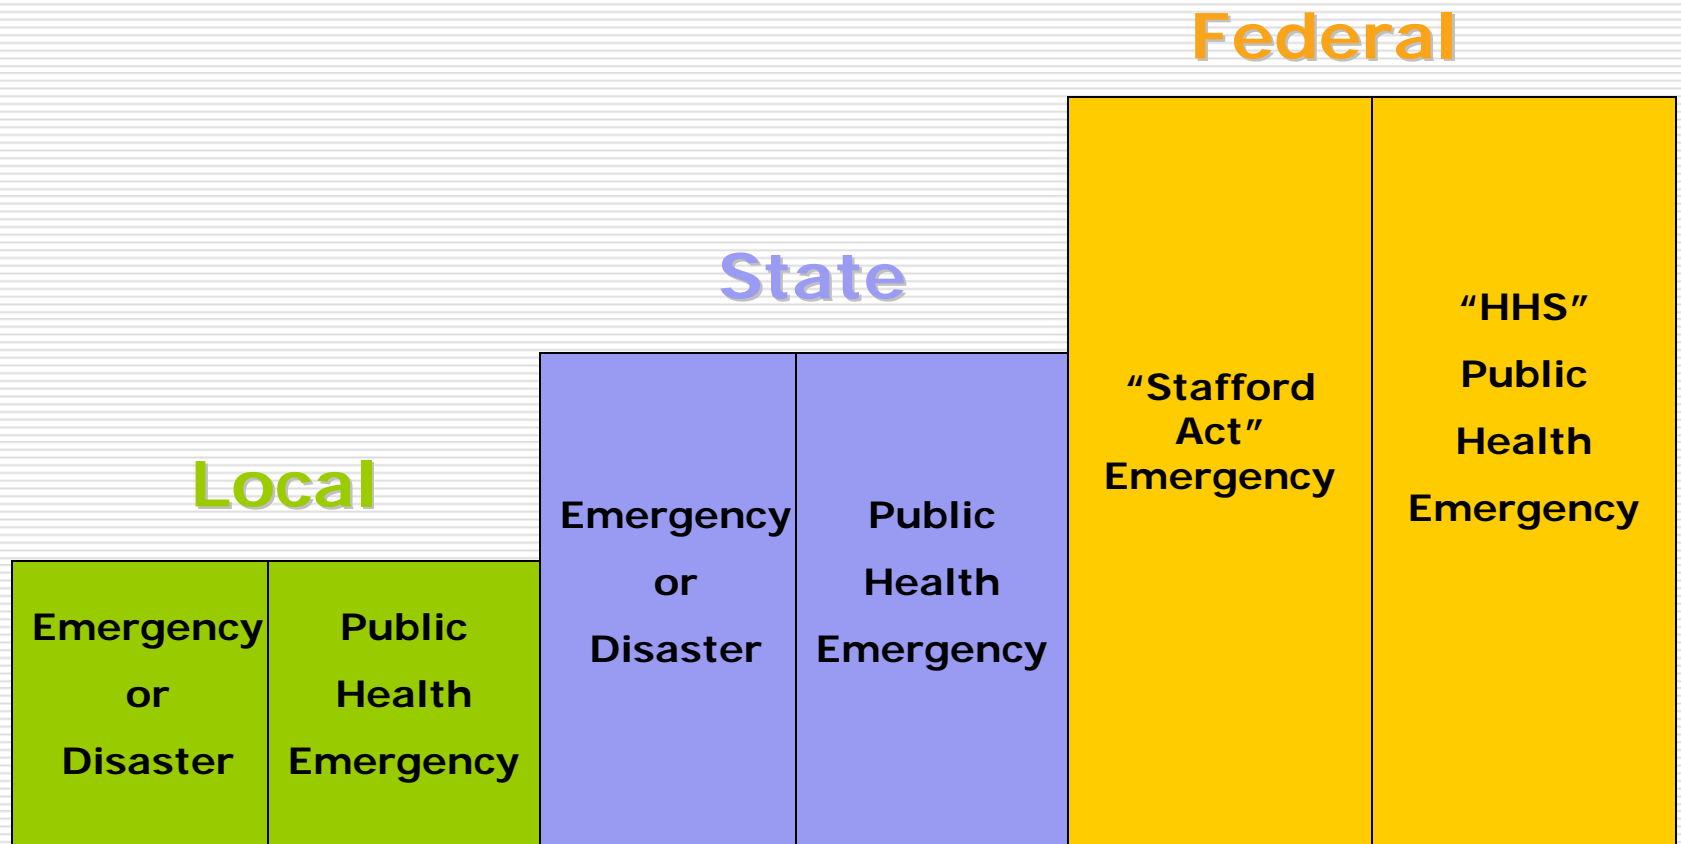 Federal
State
Local
Emergency
or
Disaster
Public
Health
Emergency
Emergency
or
Disaster
Public
Health
Emergency
“Stafford
Act”
Emergency
“HHS”
Public
Health
Emergency